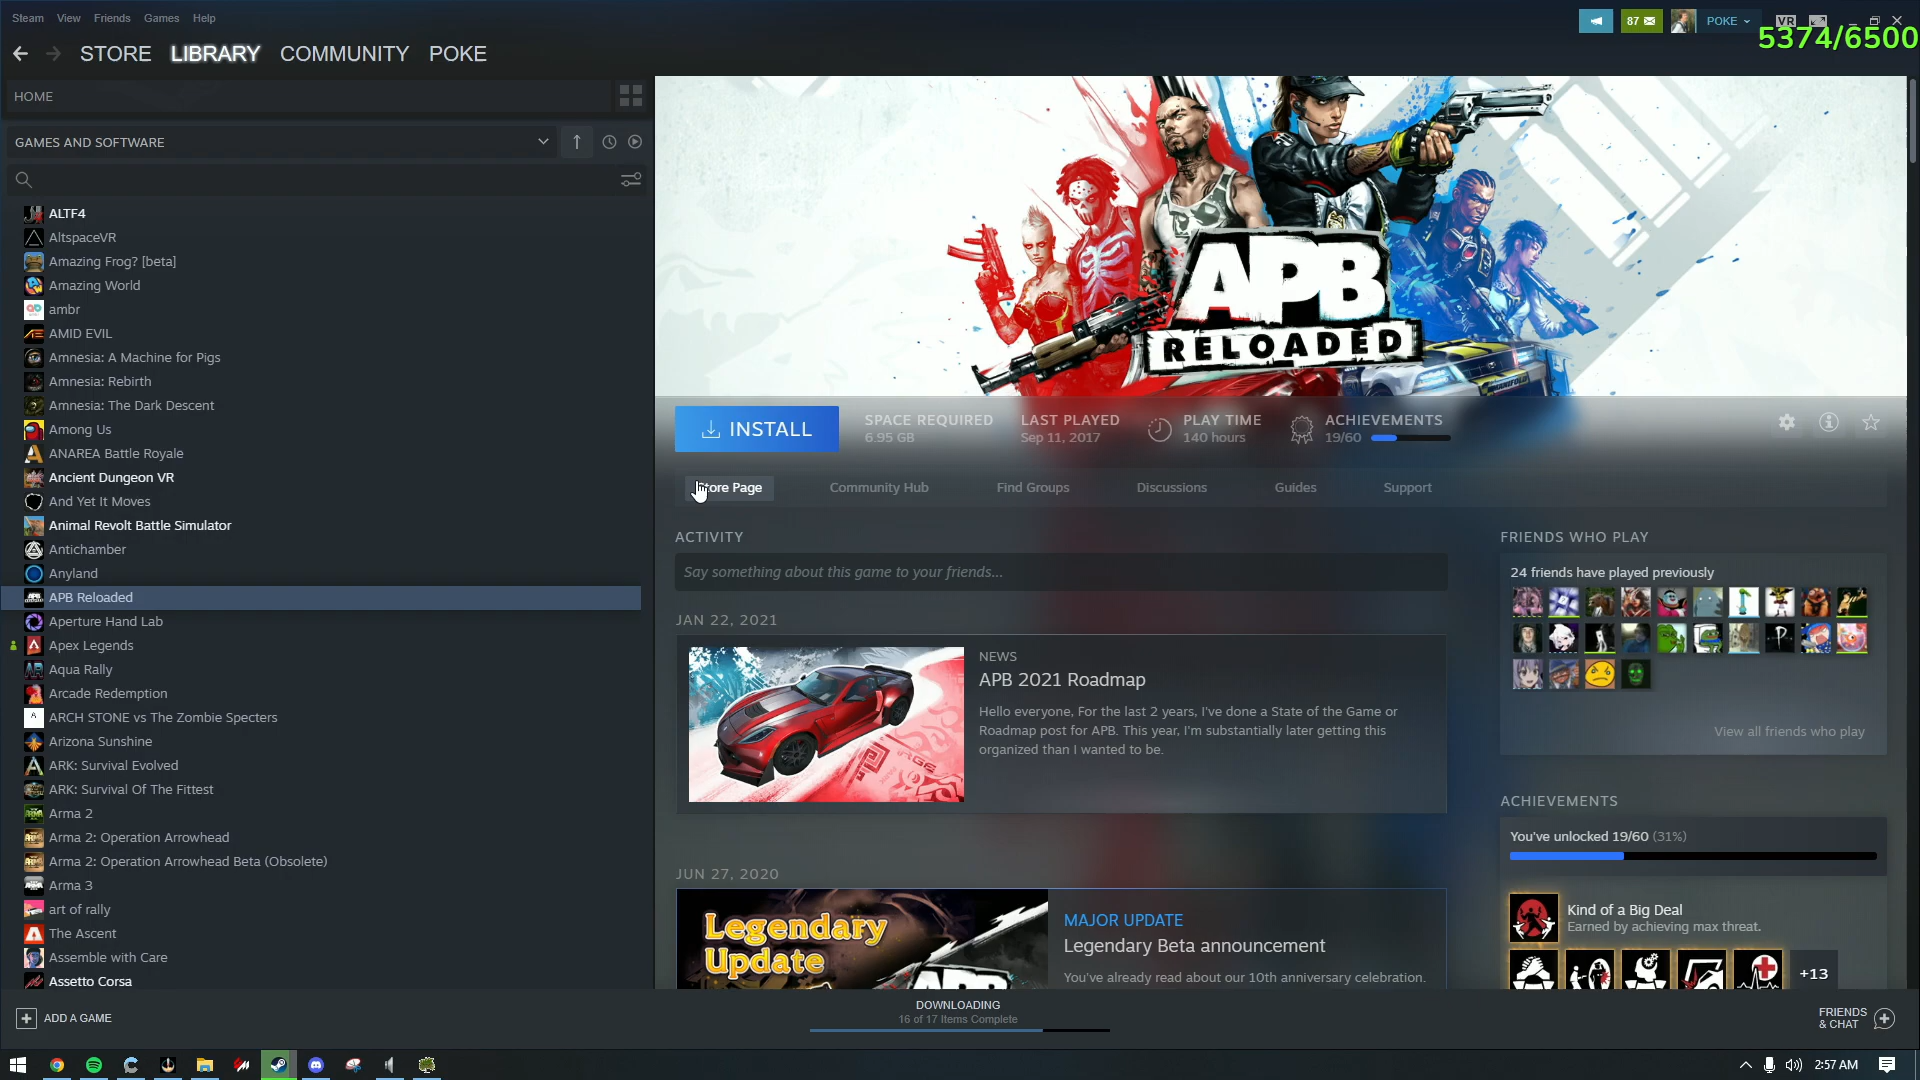 Steam View Friends Games Help
87
POKE
VR
5374/6500
STORE LIBRARY COMMUNITY POKE
HOME
GAMES AND SOFTWARE
ALTF4
AltspaceVR
Amazing Frog? [beta]
Amazing World
ambr
AMID EVIL
Amnesia: A Machine for Pigs
Amnesia: Rebirth
Amnesia: The Dark Descent
Among Us
ANAREA Battle Royale
Ancient Dungeon VR
And Yet It Moves
Animal Revolt Battle Simulator
Antichamber
Anyland
APB Reloaded
Aperture Hand Lab
Apex Legends
Aqua Rally
Arcade Redemption
ARCH STONE vs The Zombie Specters
Arizona Sunshine
ARK: Survival Evolved
ARK: Survival Of The Fittest
Arma 2
Arma 2: Operation Arrowhead
Arma 2: Operation Arrowhead Beta (Obsolete)
Arma 3
art of rally
The Ascent
Assemble with Care
Assetto Corsa
ADD A GAME
APB
RELOADED
INSTALL
SPACE REQUIRED
6.95 GB
LAST PLAYED
Sep 11, 2017
PLAY TIME
140 hours
ACHIEVEMENTS
19/60
Store Page Community Hub Find Groups Discussions Guides Support
ACTIVITY
Say something about this game to your friends...
JAN 22, 2021
NEWS
APB 2021 Roadmap
Hello everyone, For the last 2 years, I've done a State of the Game or
Roadmap post for APB. This year, I'm substantially later getting this
organized than I wanted to be.
JUN 27, 2020
Legendary
Update
APB
MAJOR UPDATE
Legendary Beta announcement
You've already read about our 10th anniversary celebration.
FRIENDS WHO PLAY
24 friends have played previously
View all friends who play
ACHIEVEMENTS
You've unlocked 19/60 (31%)
Kind of a Big Deal
Earned by achieving max threat.
+13
DOWNLOADING
16 of 17 Items Complete
FRIENDS
& CHAT
2:57 AM